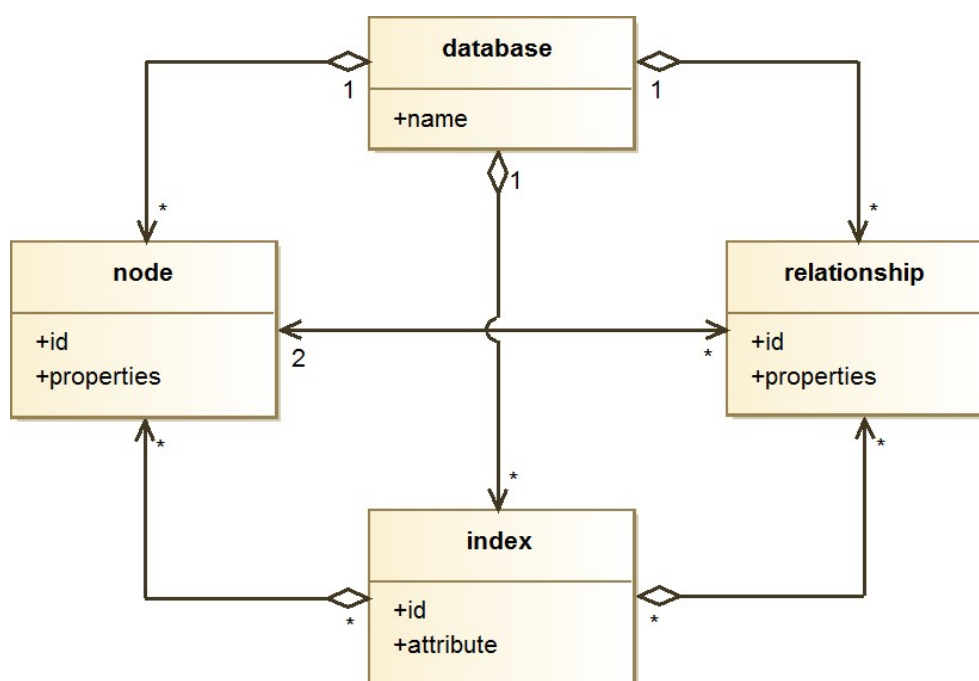 database
+name
1
1
1
*
*
node
+id
+properties
relationship
+id
+properties
2
*
*
*
*
index
+id
+attribute
*
*